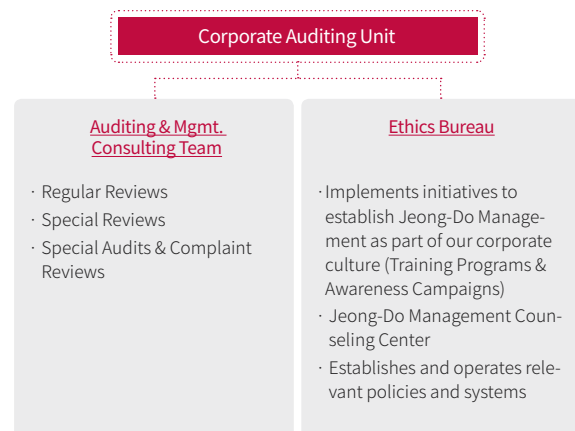 Corporate Auditing Unit
Auditing & Mgmt.
Consulting Team
· Regular Reviews
· Special Reviews
· Special Audits & Complaint
Reviews
Ethics Bureau
· Implements initiatives to
establish Jeong-Do Manage-
ment as part of our corporate
culture (Training Programs &
Awareness Campaigns)
· Jeong-Do Management Coun-
seling Center
· Establishes and operates rele-
vant policies and systems